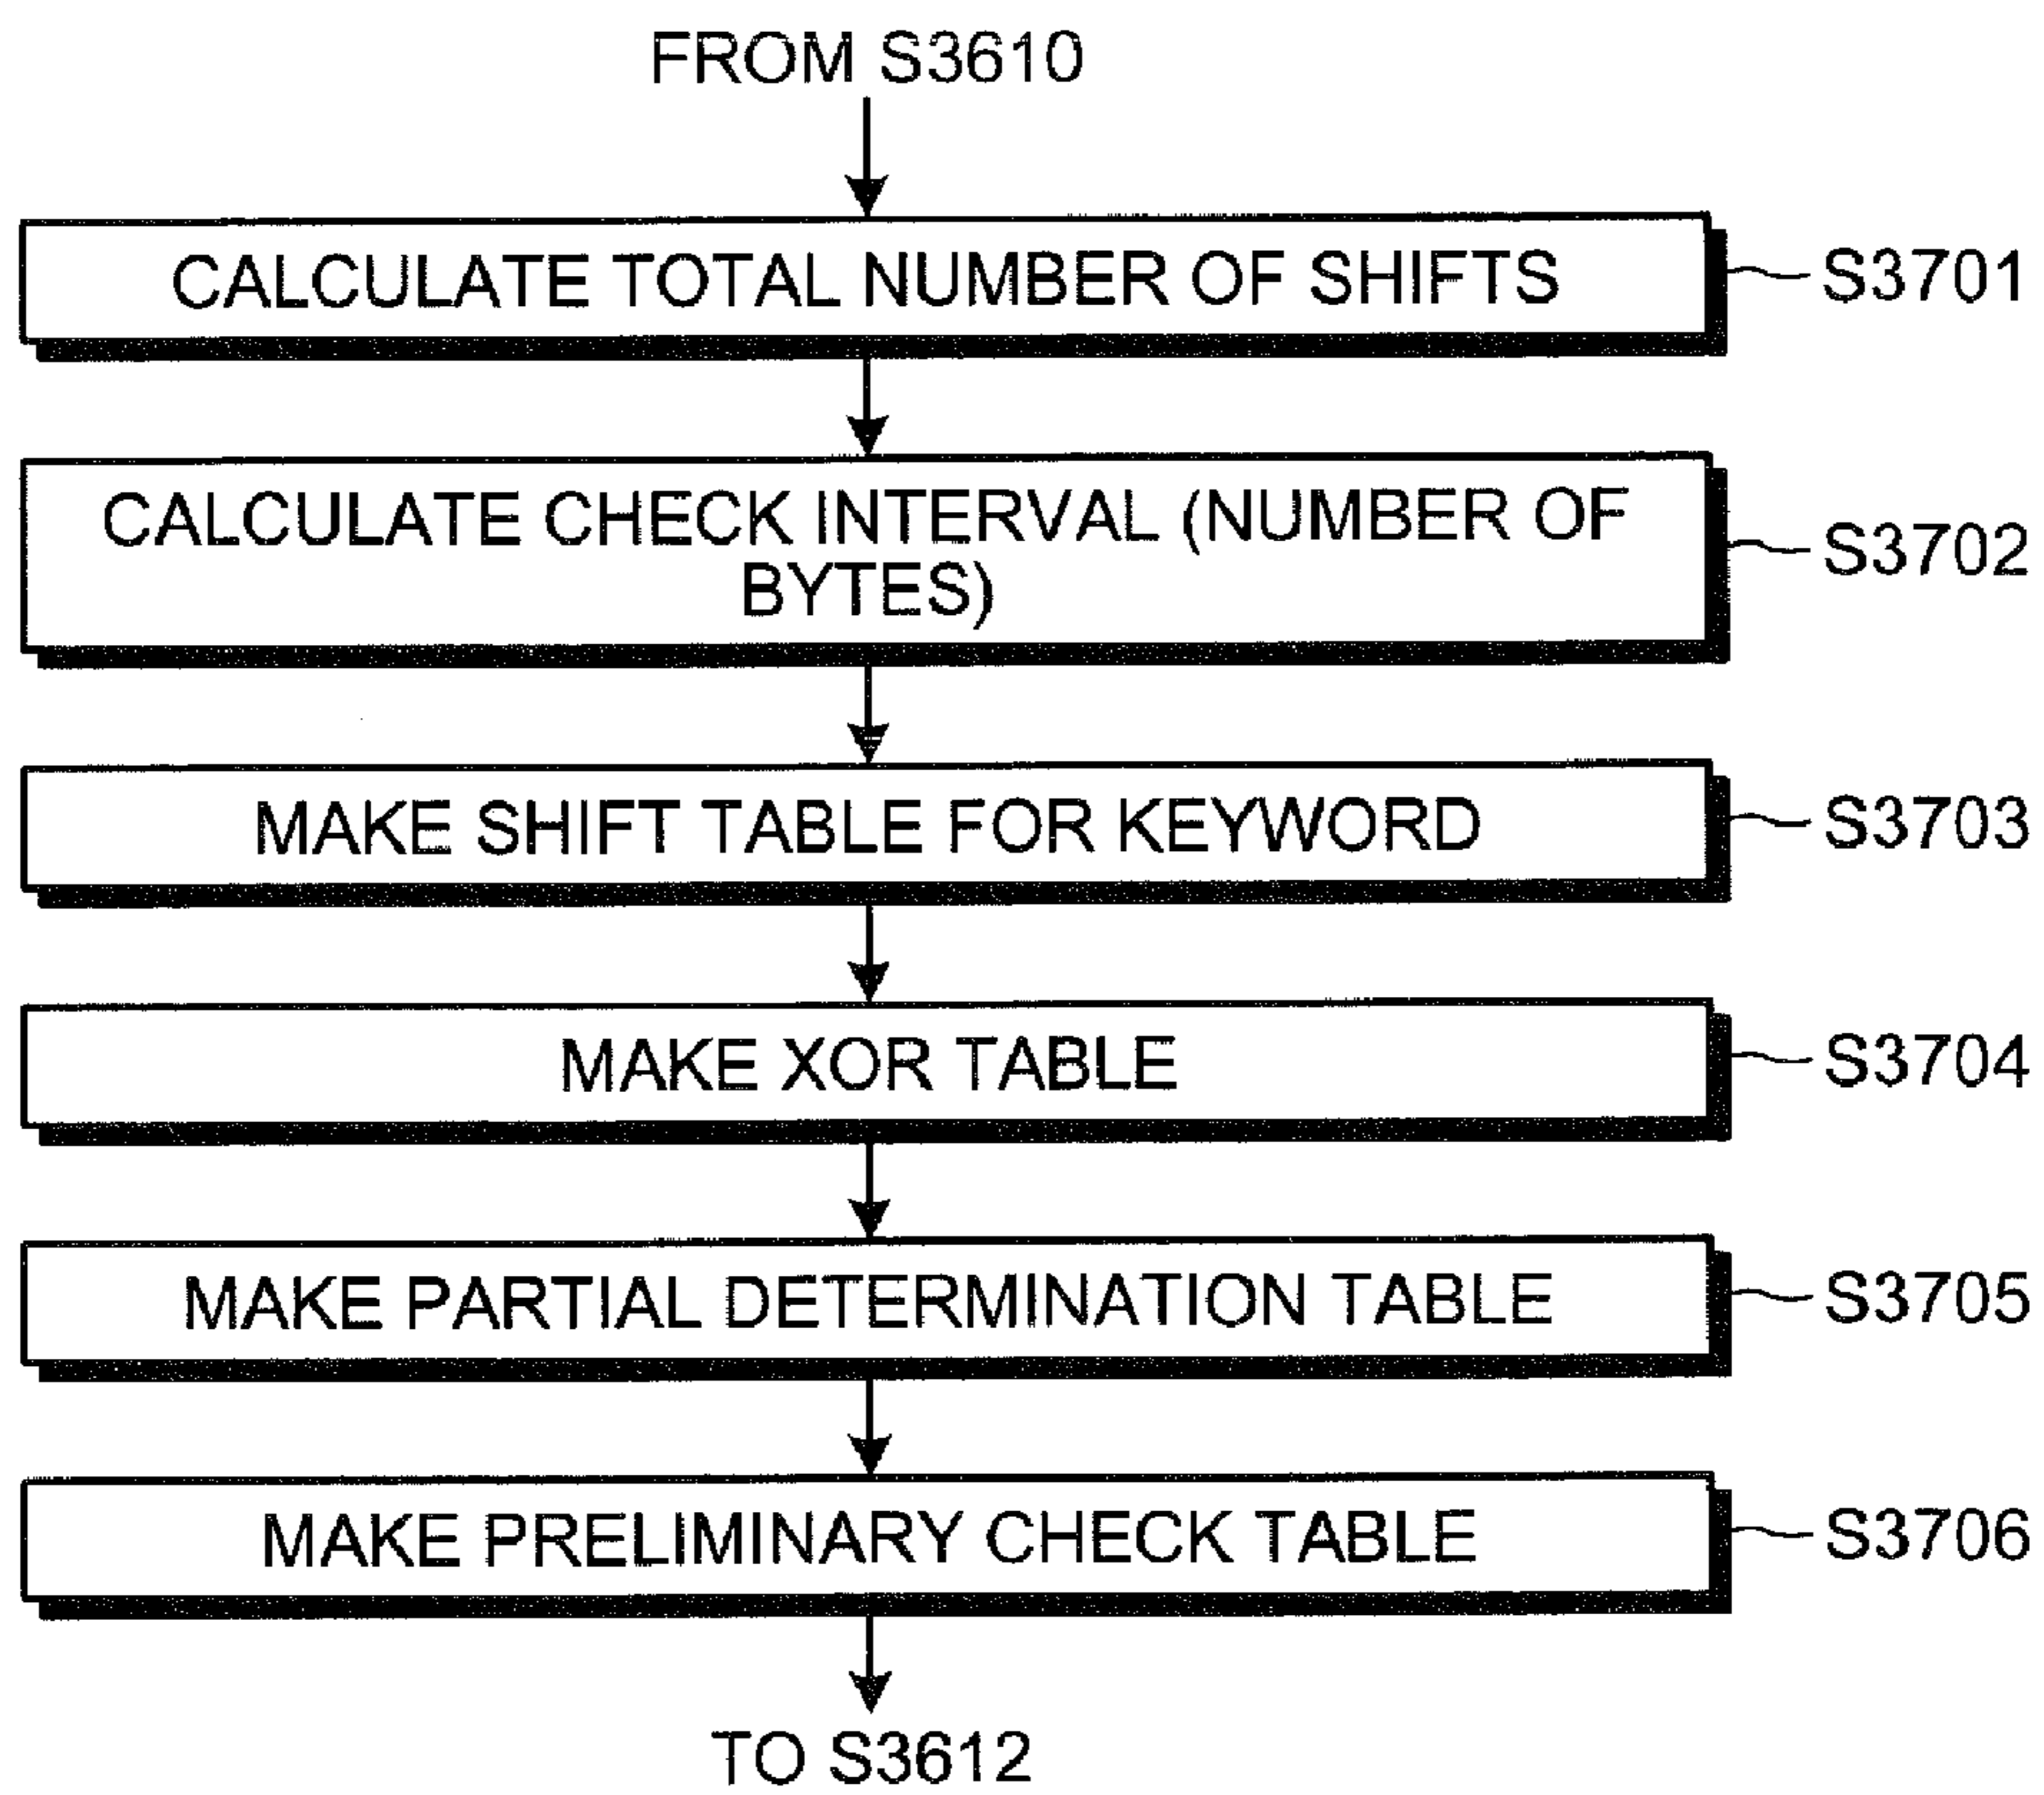 FROM S3610
CALCULATE TOTAL NUMBER OF SHIFTS
S3701
CALCULATE CHECK INTERVAL (NUMBER OF
BYTES)
S3702
MAKE SHIFT TABLE FOR KEYWORD
S3703
MAKE XOR TABLE
S3704
MAKE PARTIAL DETERMINATION TABLE
S3705
MAKE PRELIMINARY CHECK TABLE
S3706
TO S3612